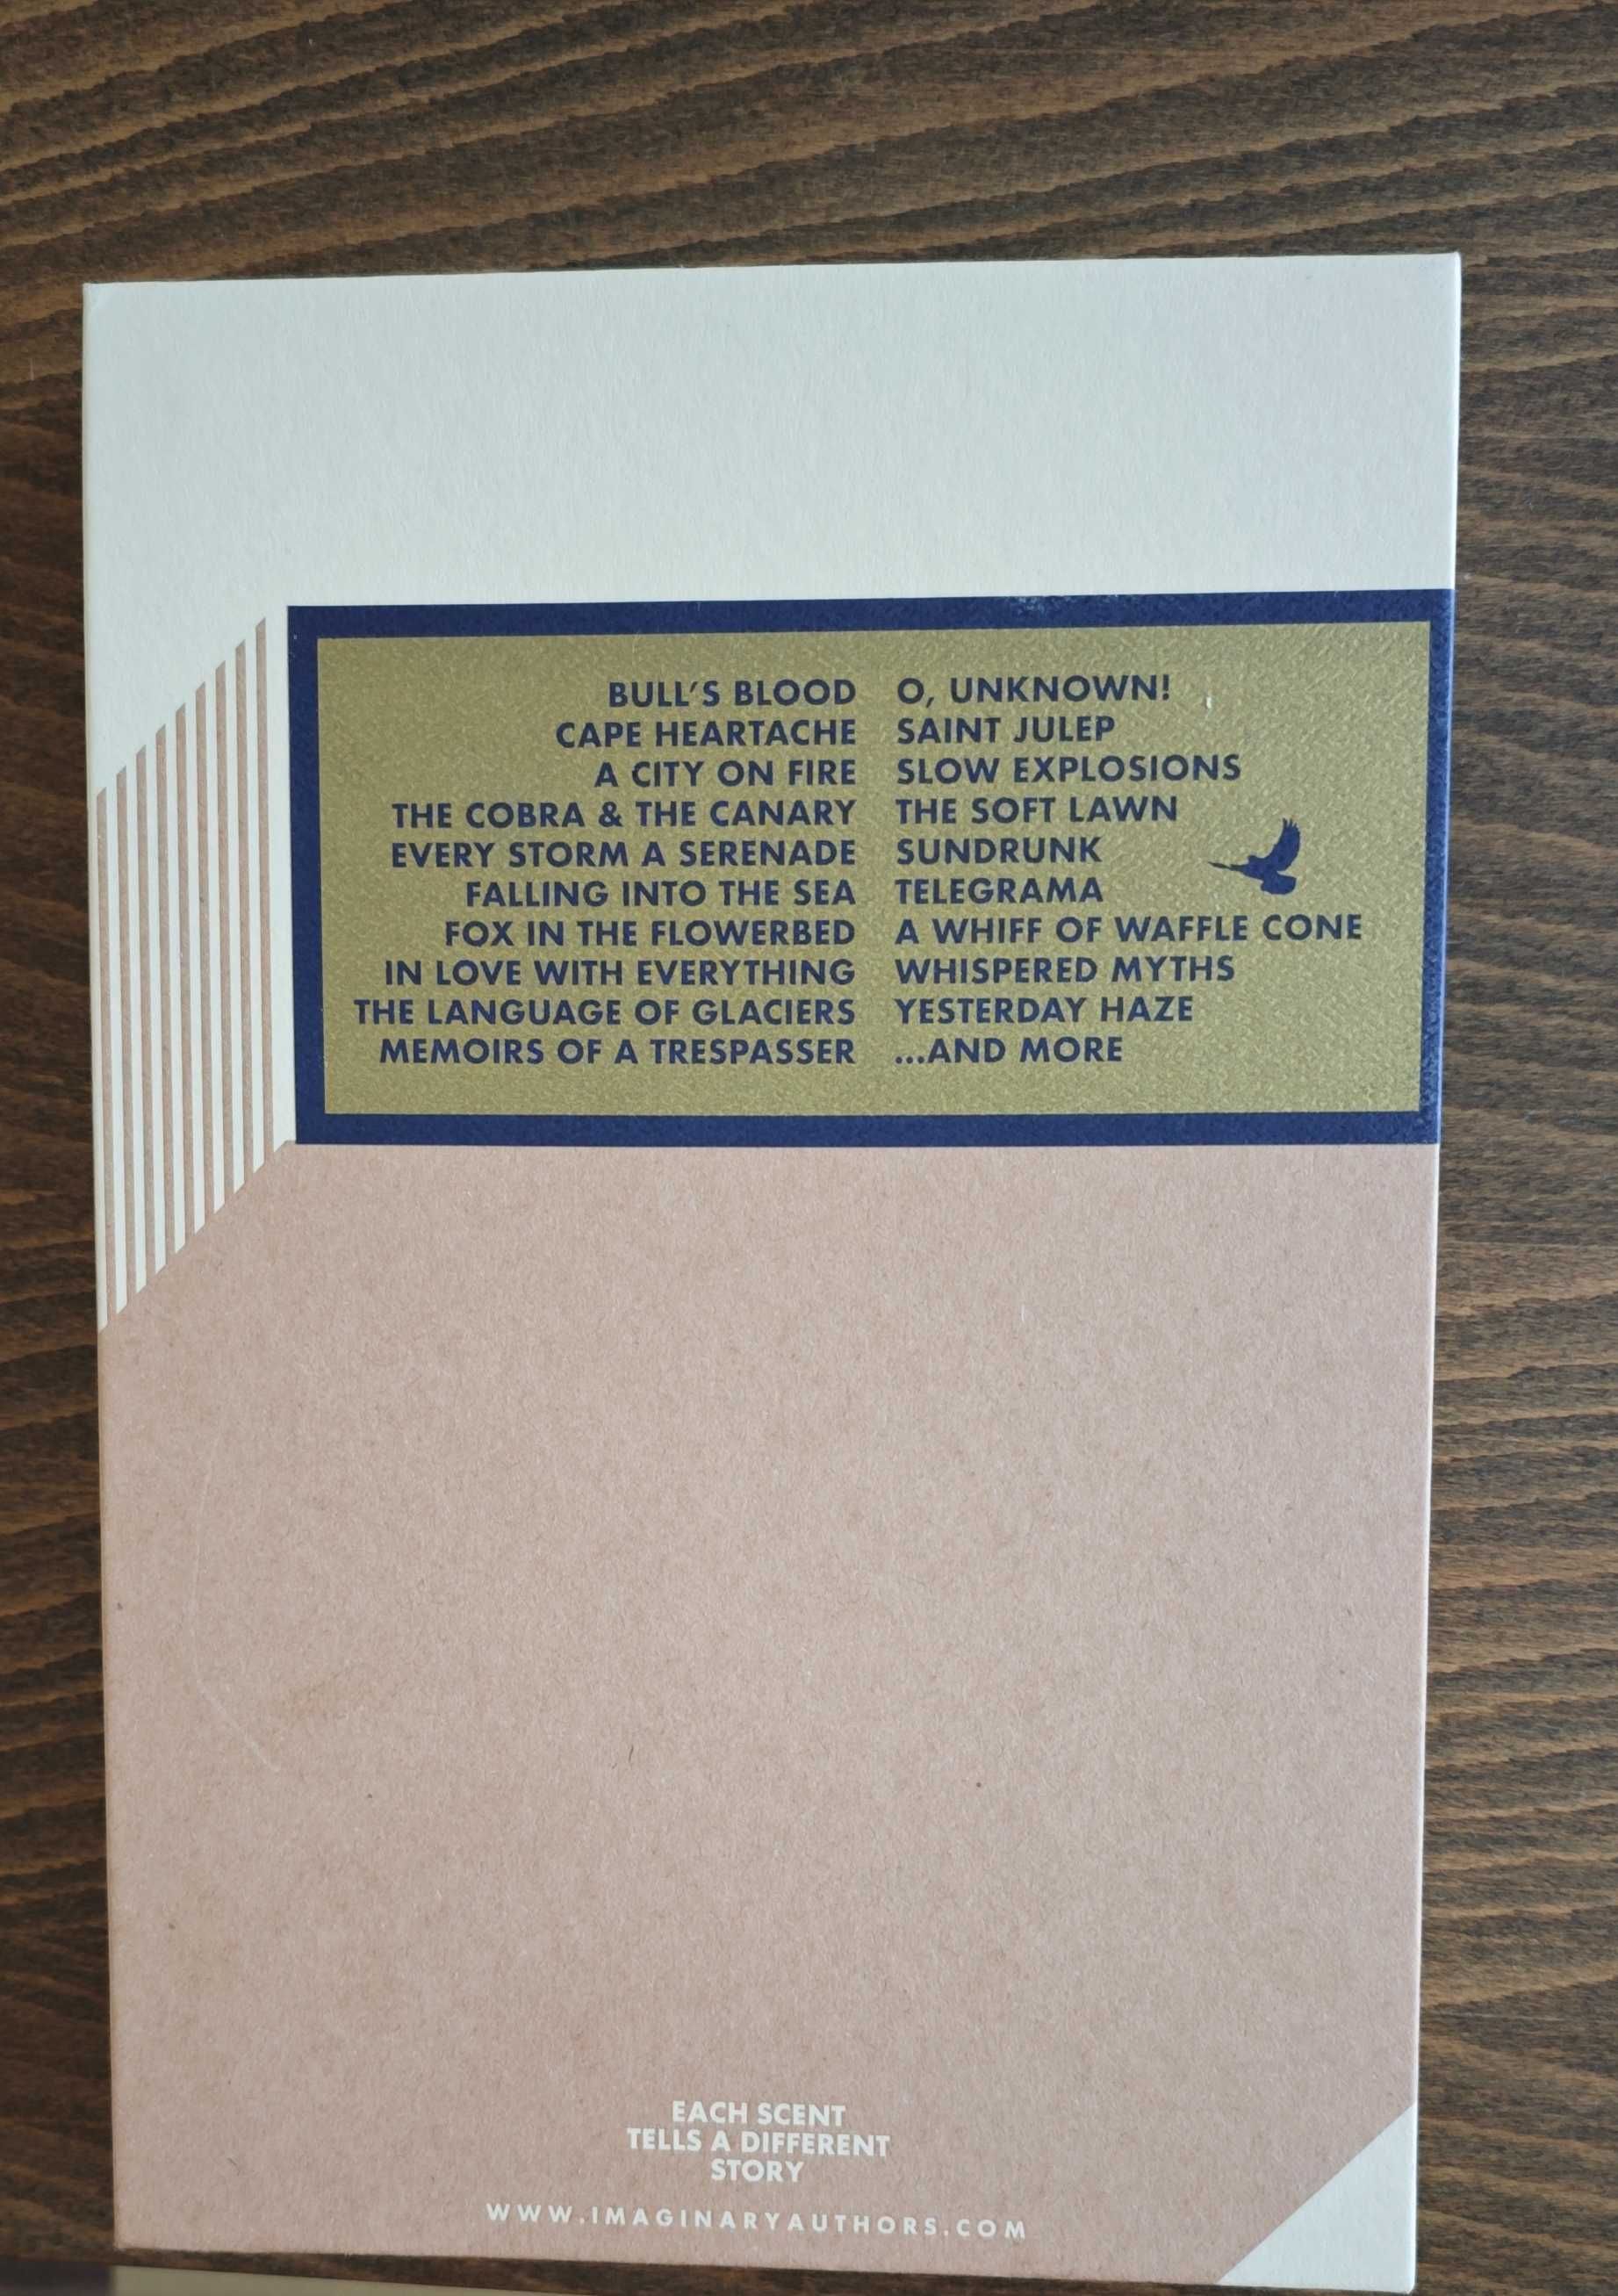 BULL'S BLOOD
CAPE HEARTACHE
A CITY ON FIRE
THE COBRA & THE CANARY
EVERY STORM A SERENADE
FALLING INTO THE SEA
FOX IN THE FLOWERBED
IN LOVE WITH EVERYTHING
THE LANGUAGE OF GLACIERS
MEMOIRS OF A TRESPASSER
O, UNKNOWN!
SAINT JULEP
SLOW EXPLOSIONS
THE SOFT LAWN
SUNDRUNK
TELEGRAMA
A WHIFF OF WAFFLE CONE
WHISPERED MYTHS
YESTERDAY HAZE
...AND MORE
EACH SCENT
TELLS A DIFFERENT
STORY
WWW.IMAGINARYAUTHORS.COM